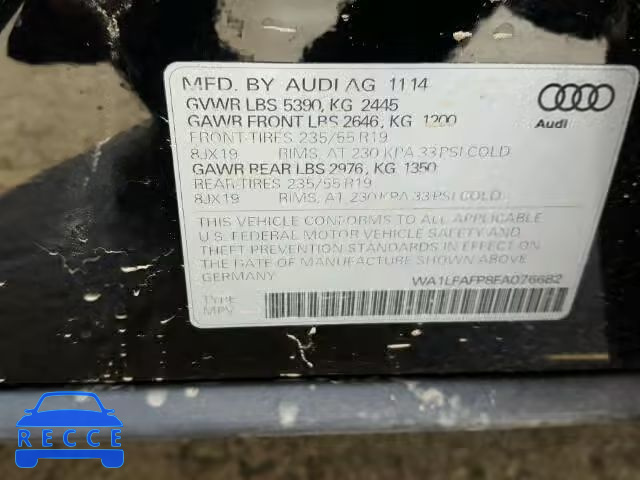 MFD. BY AUDI AG 11 14
GVWR LBS 5390, KG 2445
GAWR FRONT LBS 2646, KG 1200
FRONT TIRES 235/55 R19
8JX19 RIMS, AT 230 KPA 33 PSI COLD
GAWR REAR LBS 2976, KG 1350
REAR TIRES 235/55 R19
8JX19 RIMS, AT 230 KPA 33 PSI COLD.
Audi
THIS VEHICLE CONFORMS TO ALL APPLICABLE
U.S. FEDERAL MOTOR VEHICLE SAFETY AND
THEFT PREVENTION STANDARDS IN EFFECT ON
THE DATE OF MANUFACTURE SHOWN ABOVE
GERMANY
WA1LFAFP8FA076682
TYPE:
MPV
RECCE